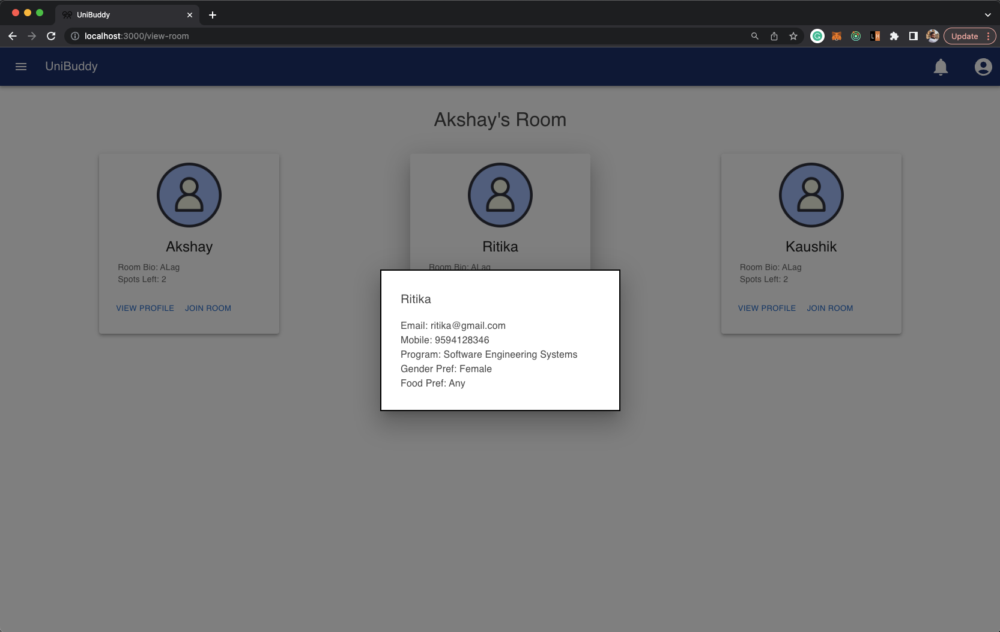 UniBuddy
localhost:3000/view-room
Update
UniBuddy
Akshay's Room
Akshay
Room Bio: ALag
Spots Left: 2
VIEW PROFILE JOIN ROOM
Ritika
Room Bio: ALag
Kaushik
Room Bio: ALag
Spots Left: 2
VIEW PROFILE JOIN ROOM
Ritika
Email: ritika@gmail.com
Mobile: 9594128346
Program: Software Engineering Systems
Gender Pref: Female
Food Pref: Any